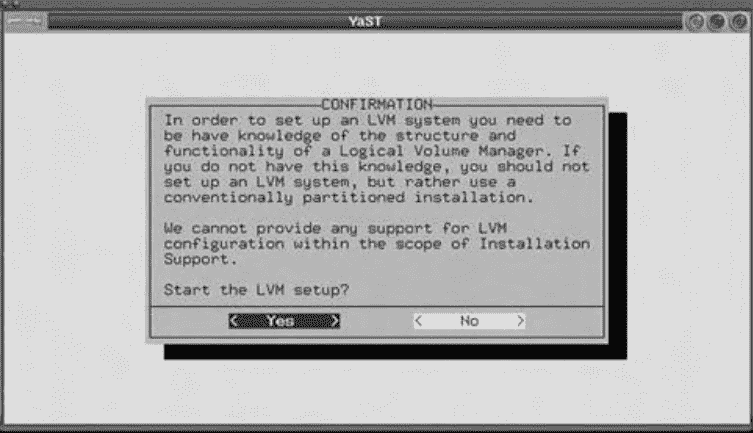 YaST
CONFIRMATION
In order to set up an LVM system you need to
be have knowledge of the structure and
functionality of a Logical Volume Manager. If
you do not have this knowledge, you should not
set up an LVM system, but rather use a
conventionally partitioned installation.
We cannot provide any support for LVM
configuration within the scope of Installation
Support.
Start the LVM setup?
< Yes > < No >